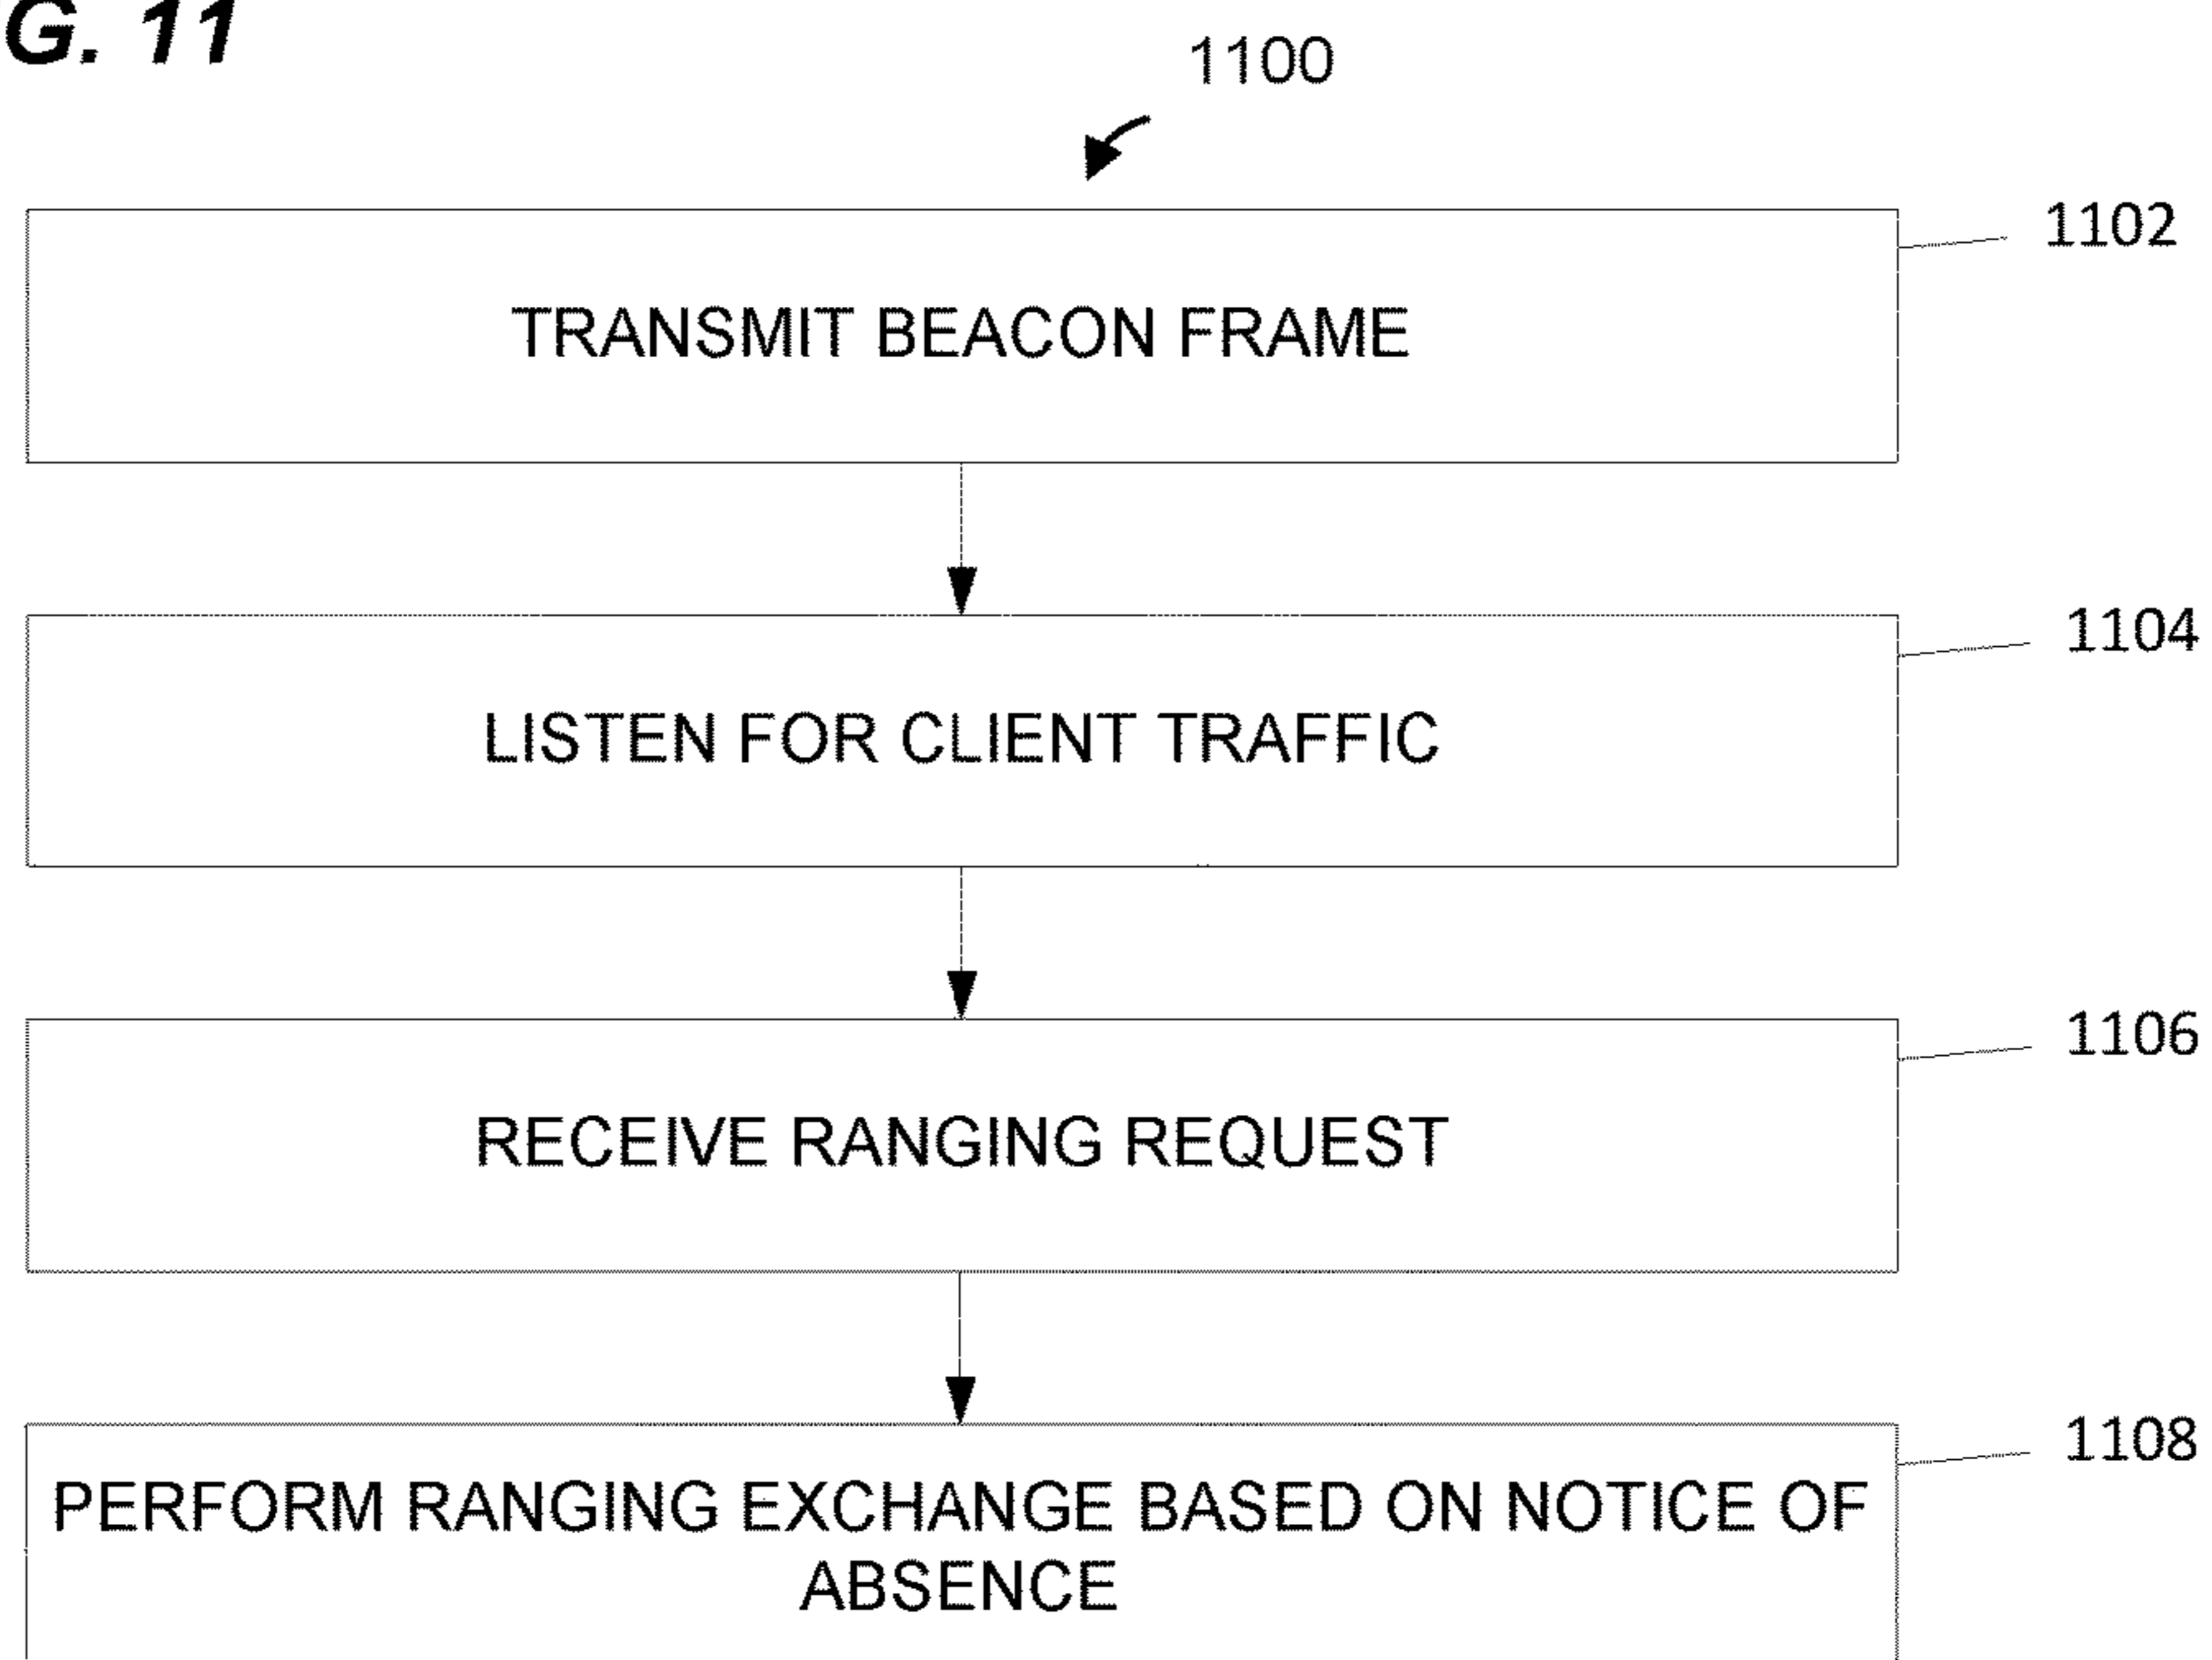 G. 11
1100
1102
TRANSMIT BEACON FRAME
1104
LISTEN FOR CLIENT TRAFFIC
1106
RECEIVE RANGING REQUEST
1108
PERFORM RANGING EXCHANGE BASED ON NOTICE OF
ABSENCE